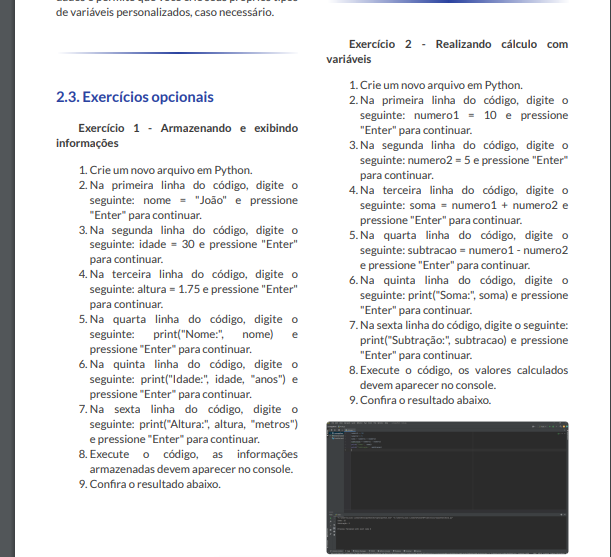 de variáveis personalizados, caso necessário.
2.3. Exercícios opcionais
Exercício 1 - Armazenando e exibindo
informações
1. Crie um novo arquivo em Python.
2. Na primeira linha do código, digite o
seguinte: nome = "João" e pressione
"Enter" para continuar.
3. Na segunda linha do código, digite o
seguinte: idade = 30 e pressione "Enter"
para continuar.
4. Na terceira linha do código, digite o
seguinte: altura = 1.75 e pressione "Enter"
para continuar.
5. Na quarta linha do código, digite o
seguinte: print("Nome:", nome) e
pressione "Enter" para continuar.
6. Na quinta linha do código, digite o
seguinte: print("Idade:", idade, "anos") e
pressione "Enter" para continuar.
7. Na sexta linha do código, digite o
seguinte: print("Altura:", altura, "metros")
e pressione "Enter" para continuar.
8. Execute o código, as informações
armazenadas devem aparecer no console.
9. Confira o resultado abaixo.
Exercício 2 - Realizando cálculo com
variáveis
1. Crie um novo arquivo em Python.
2. Na primeira linha do código, digite o
seguinte: numero1 = 10 e pressione
"Enter" para continuar.
3. Na segunda linha do código, digite o
seguinte: numero2 = 5 e pressione "Enter"
para continuar.
4. Na terceira linha do código, digite o
seguinte: soma = numero1 + numero2 e
pressione "Enter" para continuar.
5. Na quarta linha do código, digite o
seguinte: subtracao = numero1 - numero2
e pressione "Enter" para continuar.
6. Na quinta linha do código, digite o
seguinte: print("Soma:", soma) e pressione
"Enter" para continuar.
7. Na sexta linha do código, digite o seguinte:
print("Subtração:", subtracao) e pressione
"Enter" para continuar.
8. Execute o código, os valores calculados
devem aparecer no console.
9. Confira o resultado abaixo.